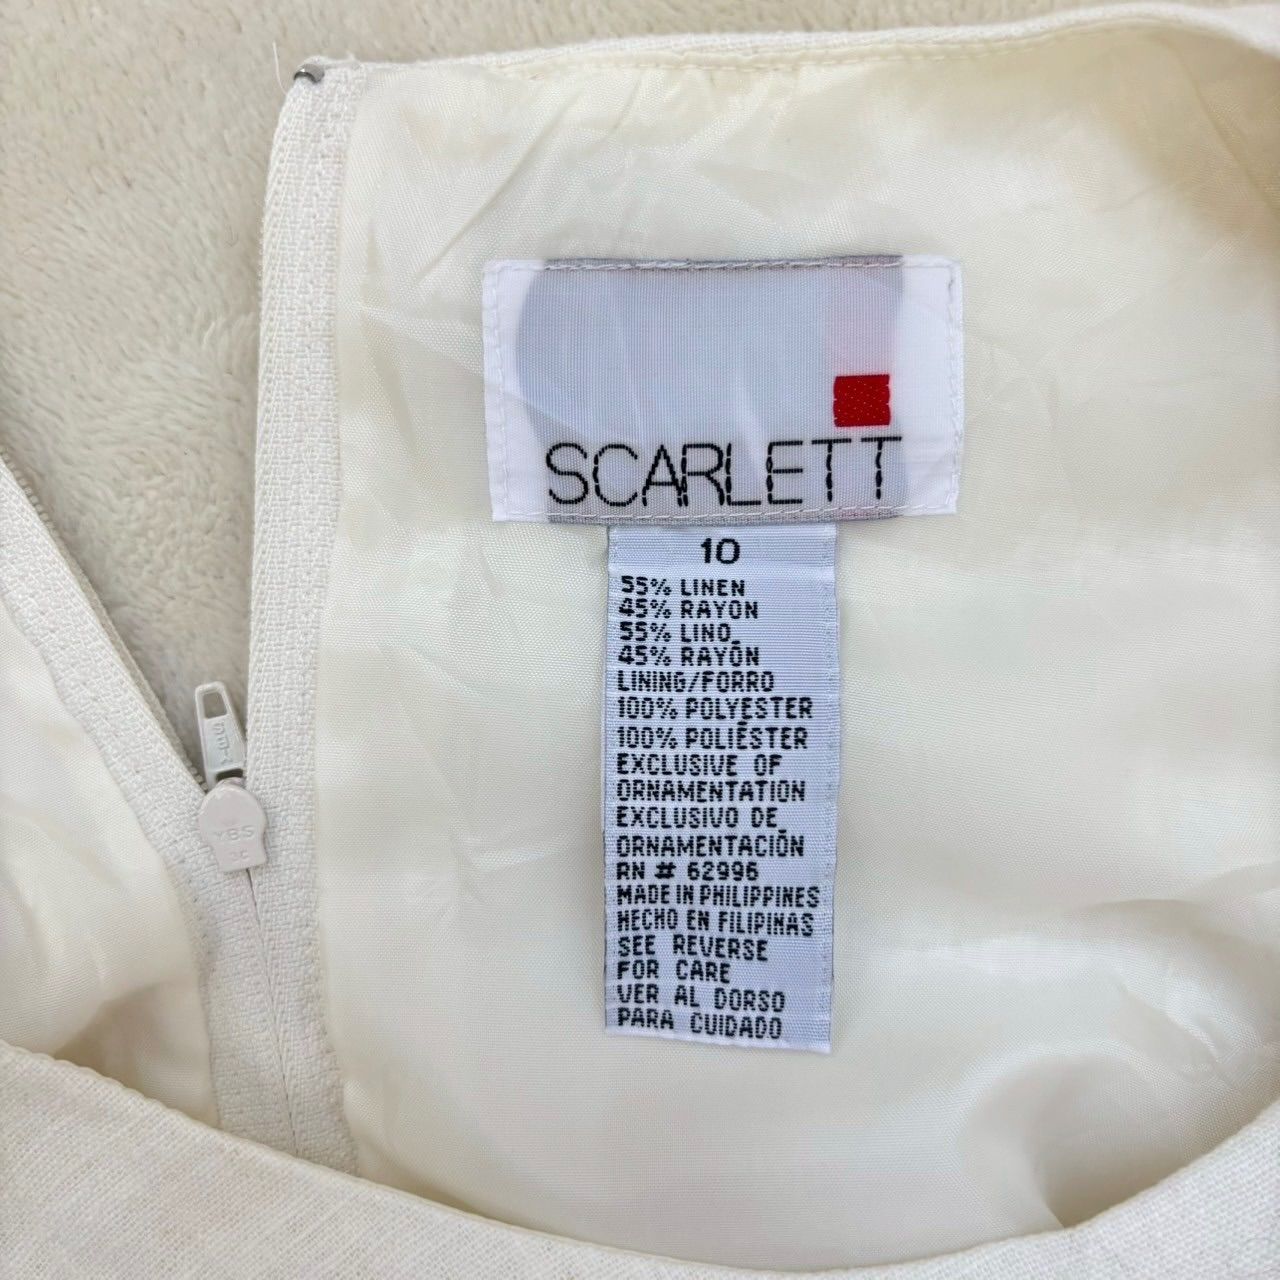 SCARLETT
10
55% LINEN
45% RAYON
55% LINO
45% RAYÓN
LINING/FORRO
100% POLYESTER
100% POLIÉSTER
EXCLUSIVE OF
ORNAMENTATION
EXCLUSIVO DE
ORNAMENTACIÓN
RN # 62996
MADE IN PHILIPPINES
HECHO EN FILIPINAS
SEE REVERSE
FOR CARE
VER AL DORSO
PARA CUIDADO
YBS